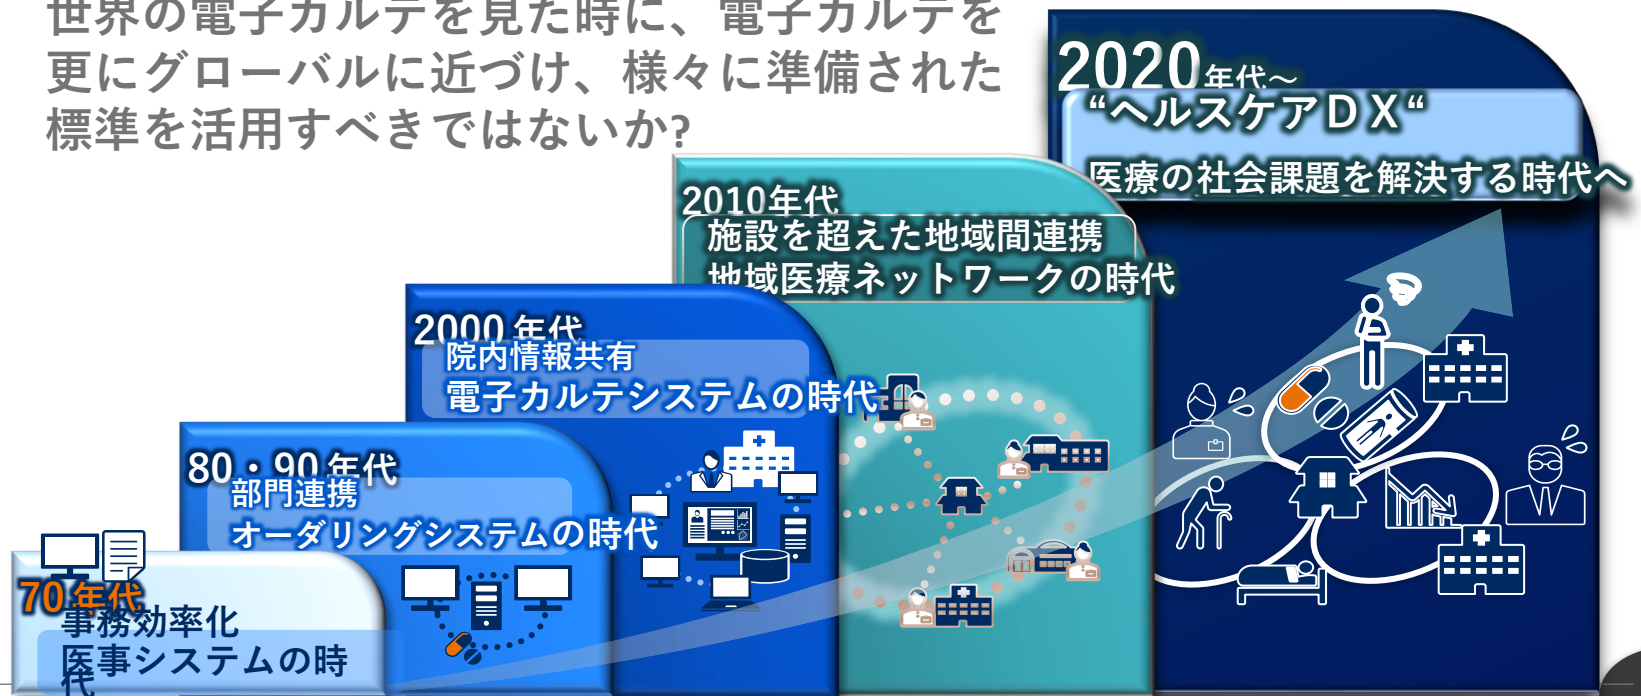 世界の電子カルテを見た時に、電子カルテを
更にグローバルに近づけ、様々に準備された
標準を活用すべきではないか?
2020年代～
“ヘルスケアＤＸ“
医療の社会課題を解決する時代へ
2010年代
施設を超えた地域間連携
地域医療ネットワークの時代
2000年代
院内情報共有
電子カルテシステムの時代
80・90年代
部門連携
オーダリングシステムの時代
70年代
事務効率化
医事システムの時
代